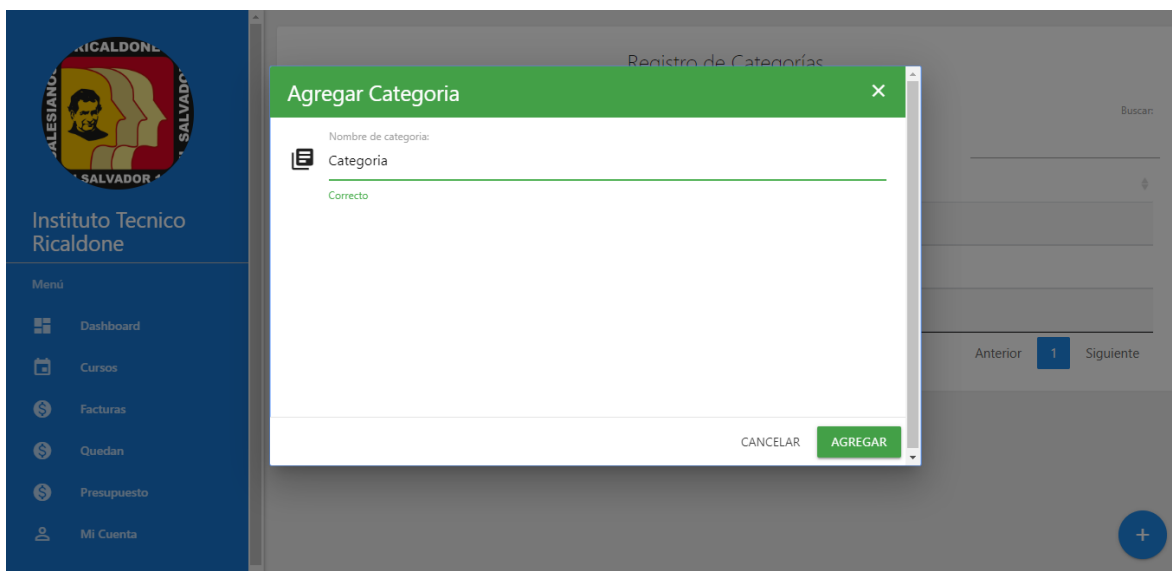 RICALDONE
SALESIANO
SALVADOR
SALVADOR
Instituto Tecnico
Ricaldone
Menú
Dashboard
Cursos
Facturas
Quedan
Presupuesto
Mi Cuenta
Registro de Categorías
Buscar:
Agregar Categoria
Nombre de categoria:
Categoria
Correcto
CANCELAR
AGREGAR
Anterior
1
Siguiente